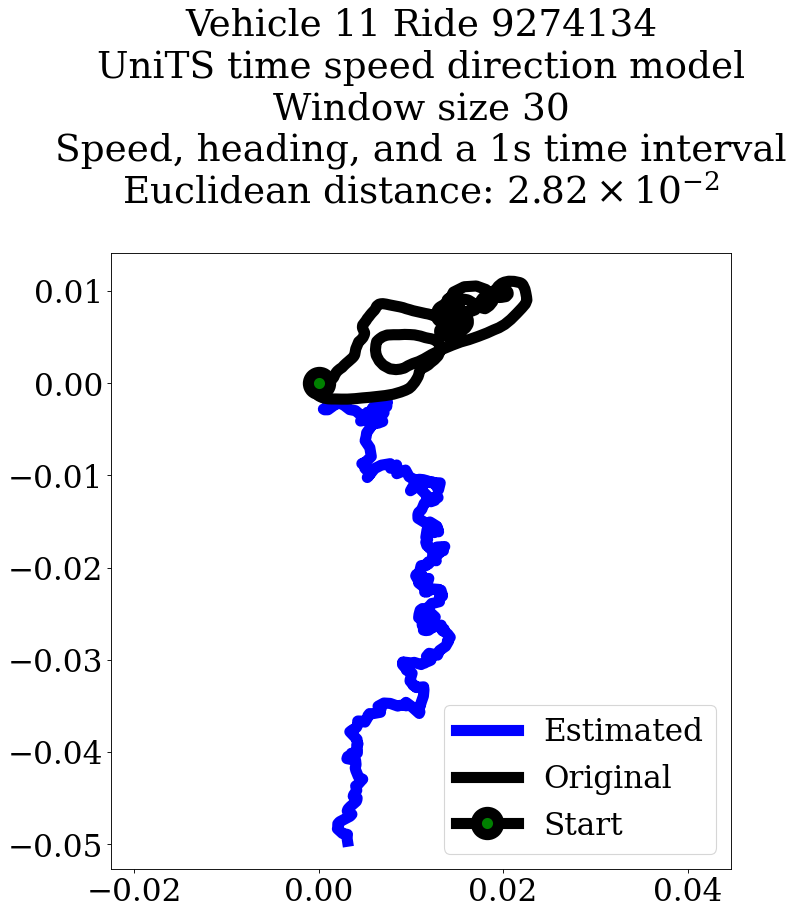 Vehicle 11 Ride 9274134
UniTS time speed direction model
Window size 30
Speed, heading, and a 1s time interval
Euclidean distance: 2.82 × 10⁻²
0.01
0.00
−0.01
−0.02
−0.03
−0.04
−0.05
−0.02 0.00 0.02 0.04
Estimated
Original
Start